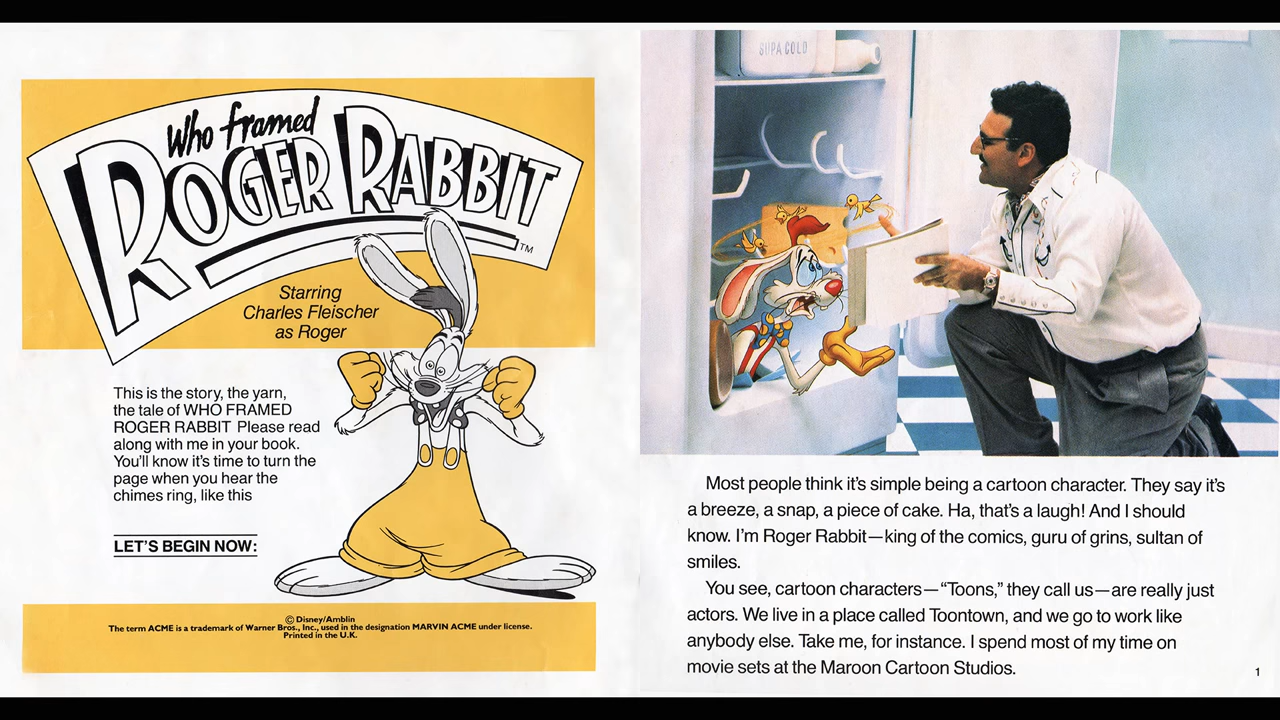 Who framed
ROGER RABBIT
TM
Starring
Charles Fleischer
as Roger
This is the story, the yarn,
the tale of WHO FRAMED
ROGER RABBIT Please read
along with me in your book.
You'll know it's time to turn the
page when you hear the
chimes ring, like this
LET'S BEGIN NOW:
©Disney/Amblin
The term ACME is a trademark of Warner Bros., Inc., used in the designation MARVIN ACME under license.
Printed in the U.K.
SUPA COLD
Most people think it's simple being a cartoon character. They say it's
a breeze, a snap, a piece of cake. Ha, that's a laugh! And I should
know. I'm Roger Rabbit—king of the comics, guru of grins, sultan of
smiles.
You see, cartoon characters—“Toons,” they call us—are really just
actors. We live in a place called Toontown, and we go to work like
anybody else. Take me, for instance. I spend most of my time on
movie sets at the Maroon Cartoon Studios.
1